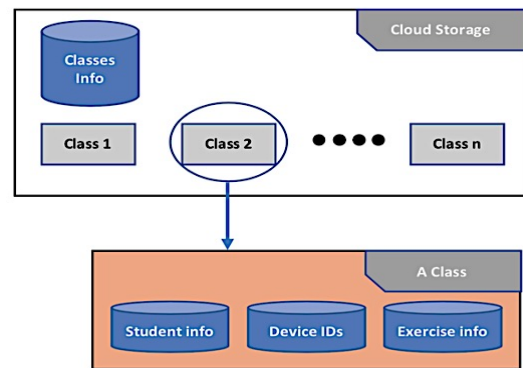 Cloud Storage
Classes
Info
Class 1
Class 2
Class n
A Class
Student info
Device IDs
Exercise info